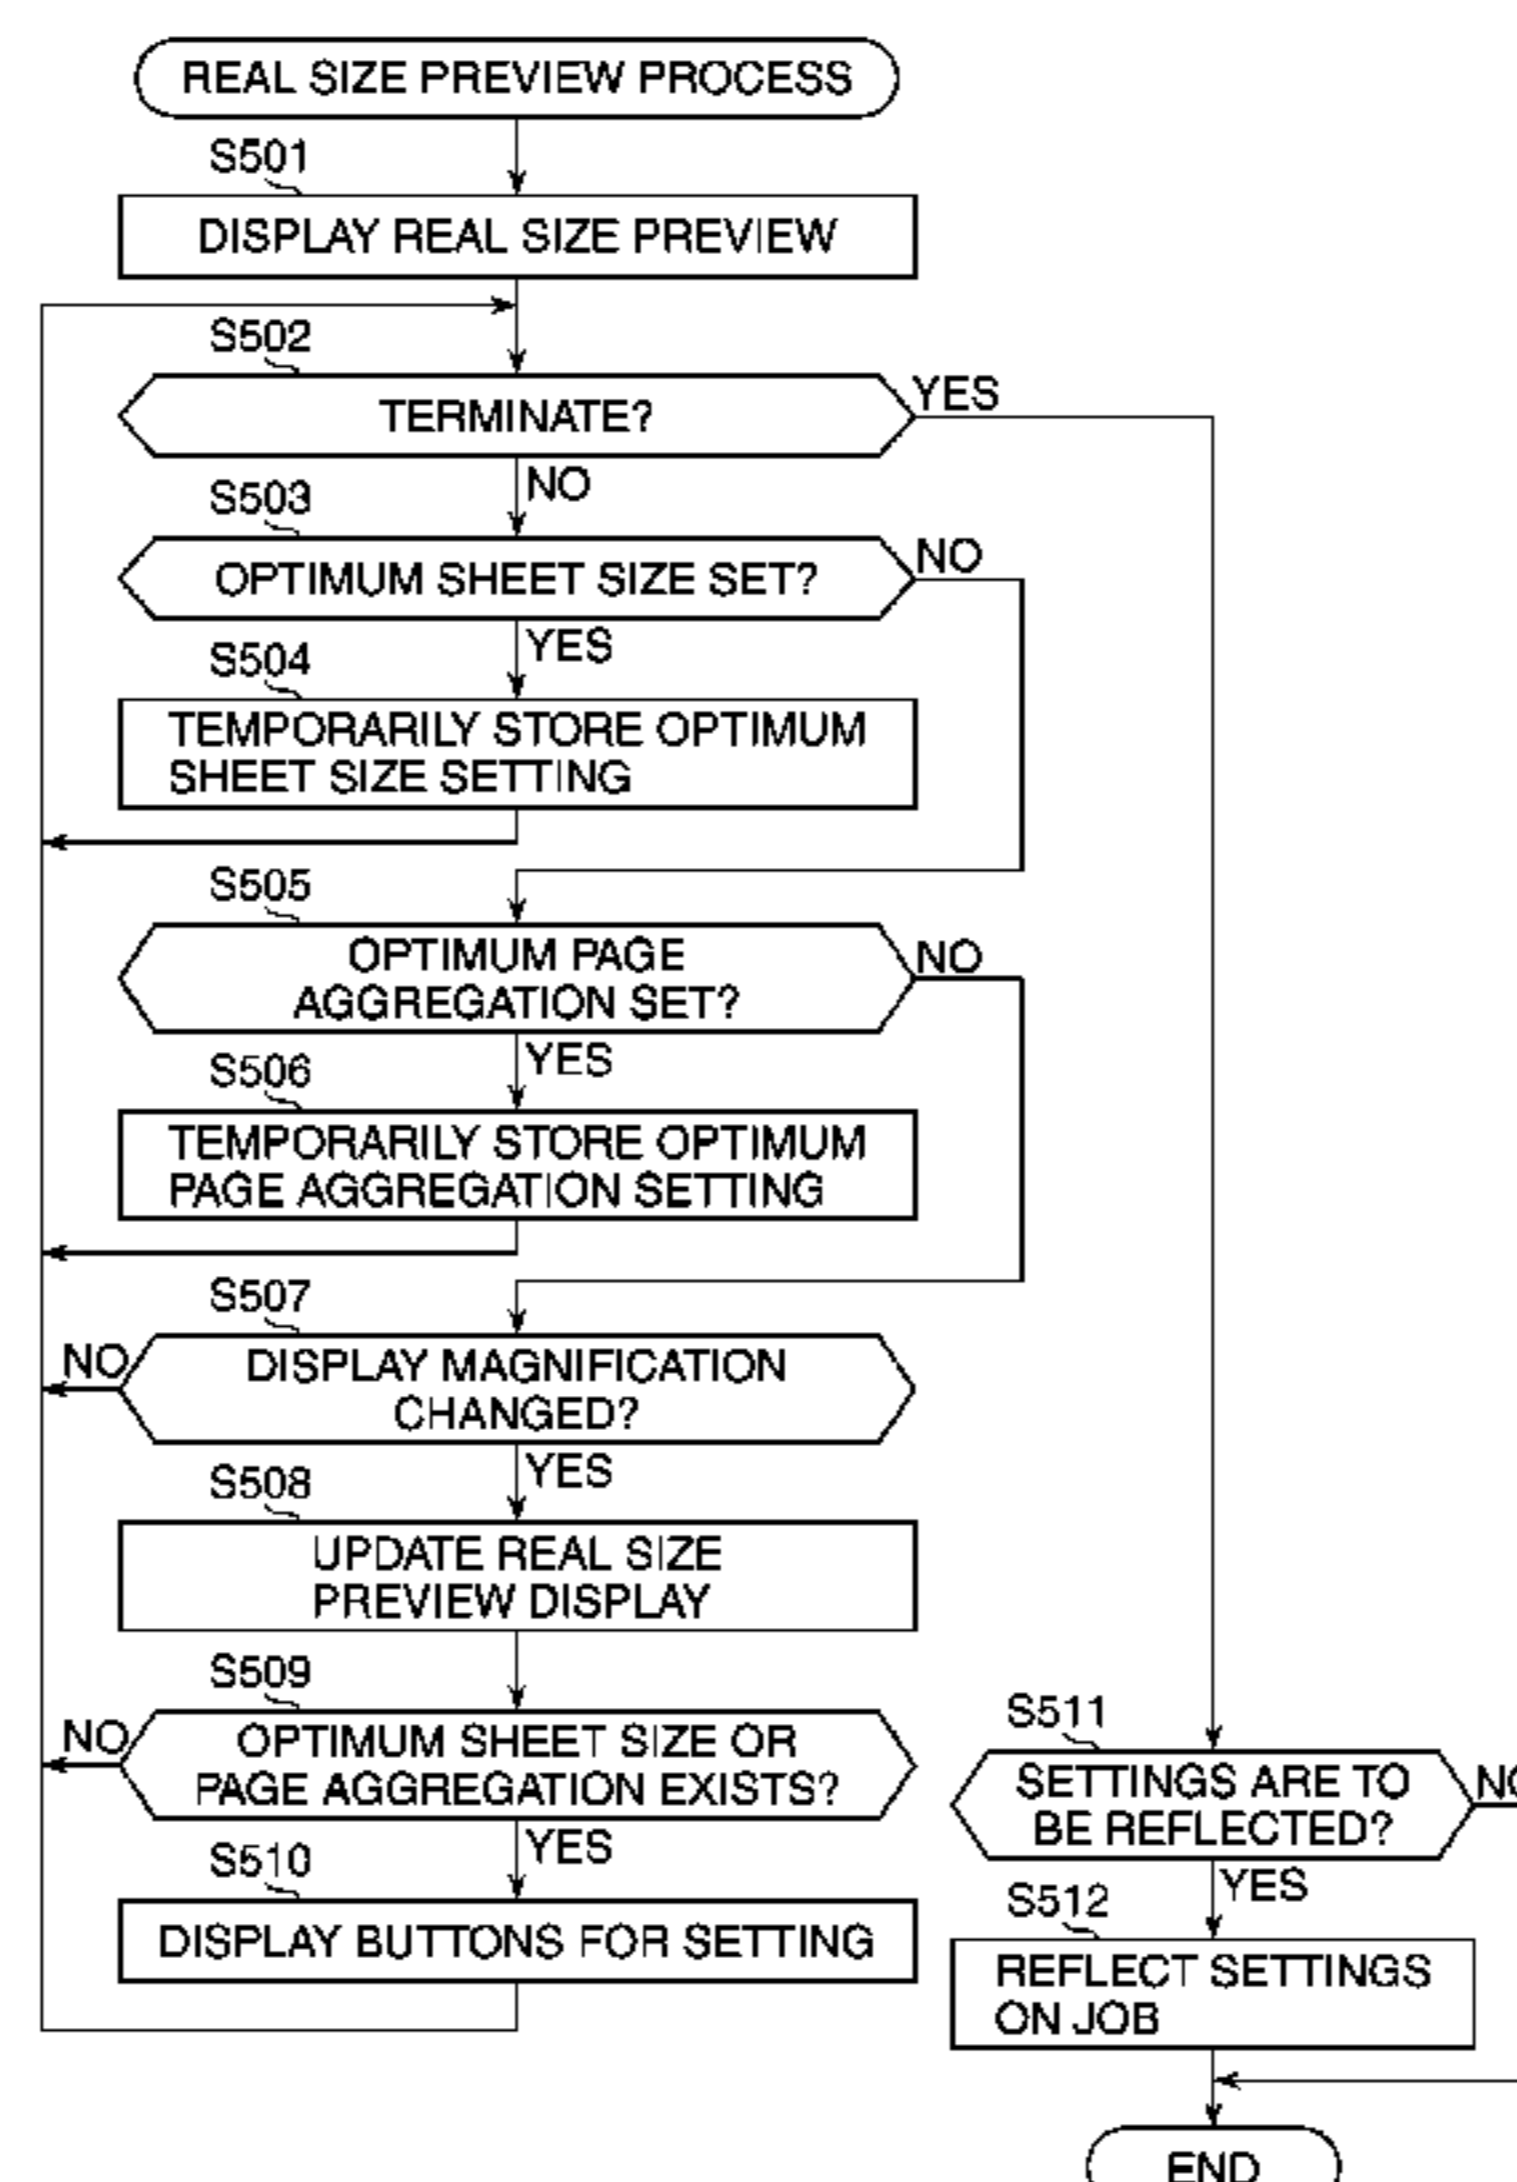 REAL SIZE PREVIEW PROCESS
S501
DISPLAY REAL SIZE PREVIEW
S502
TERMINATE?
YES
NO
S503
OPTIMUM SHEET SIZE SET?
NO
YES
S504
TEMPORARILY STORE OPTIMUM
SHEET SIZE SETTING
S505
OPTIMUM PAGE
AGGREGATION SET?
NO
YES
S506
TEMPORARILY STORE OPTIMUM
PAGE AGGREGATION SETTING
S507
NO
DISPLAY MAGNIFICATION
CHANGED?
YES
S508
UPDATE REAL SIZE
PREVIEW DISPLAY
S509
NO
OPTIMUM SHEET SIZE OR
PAGE AGGREGATION EXISTS?
YES
S510
DISPLAY BUTTONS FOR SETTING
S511
SETTINGS ARE TO
BE REFLECTED?
NO
YES
S512
REFLECT SETTINGS
ON JOB
END